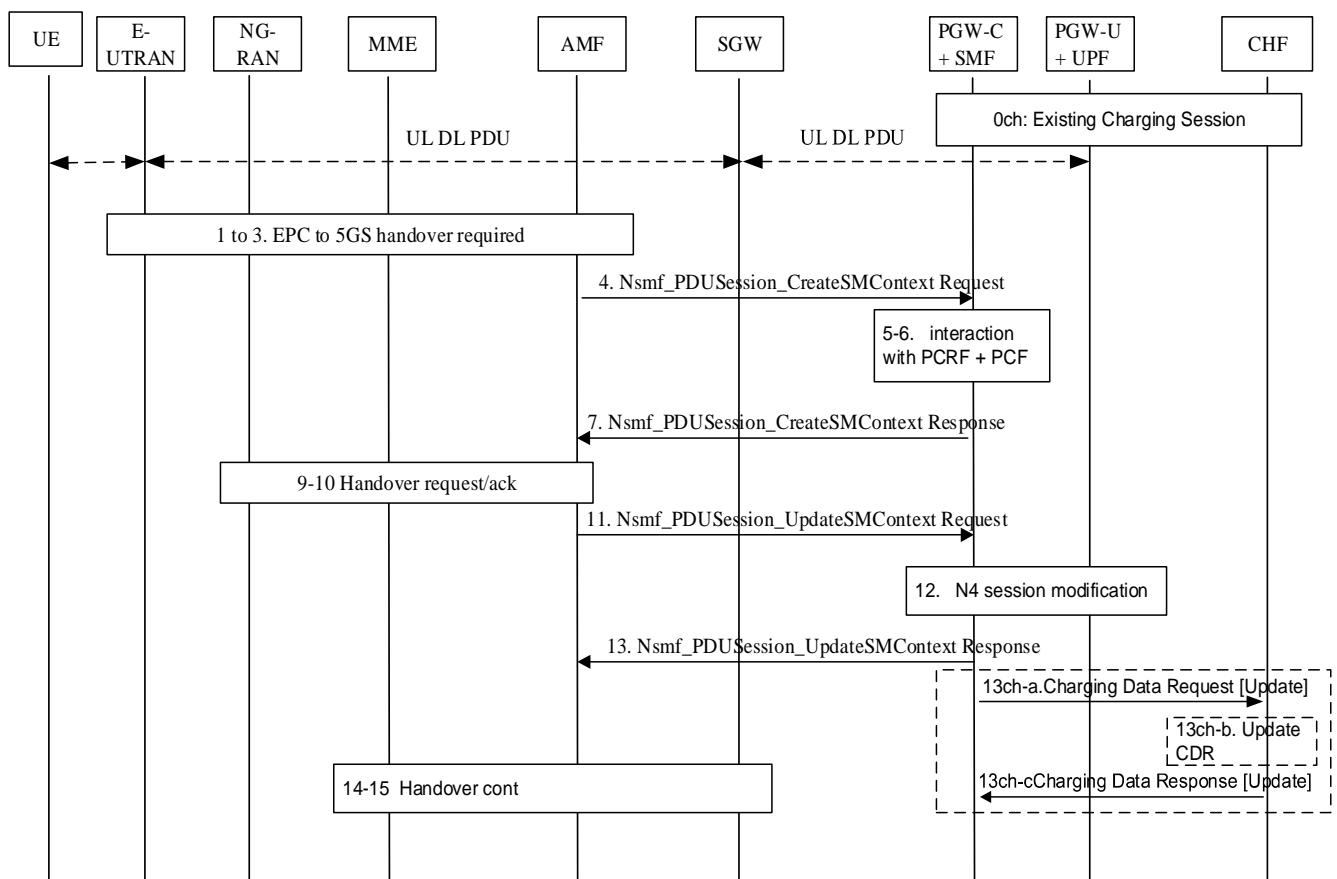 UE
E-
UTRAN
NG-
RAN
MME
AMF
SGW
PGW-C
+ SMF
PGW-U
+ UPF
CHF
0ch: Existing Charging Session
UL DL PDU
UL DL PDU
1 to 3. EPC to 5GS handover required
4. Nsmf_PDUSession_CreateSMContext Request
5-6. interaction
with PCRF + PCF
7. Nsmf_PDUSession_CreateSMContext Response
9-10 Handover request/ack
11. Nsmf_PDUSession_UpdateSMContext Request
12. N4 session modification
13. Nsmf_PDUSession_UpdateSMContext Response
13ch-a.Charging Data Request [Update]
13ch-b. Update
CDR
13ch-cCharging Data Response [Update]
14-15 Handover cont